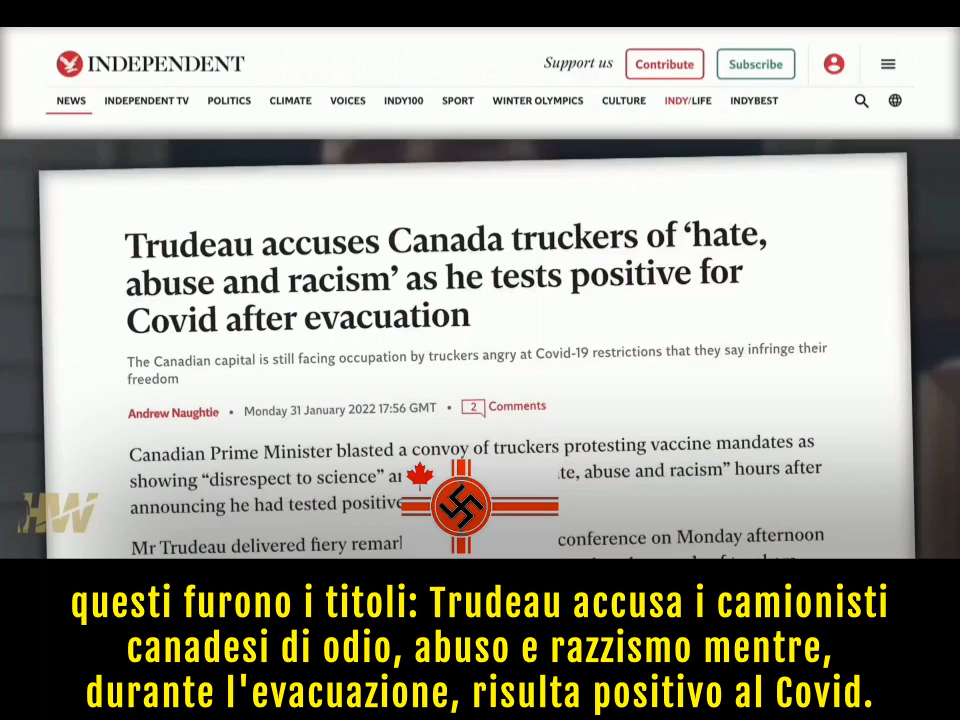 INDEPENDENT
Support us Contribute Subscribe
NEWS INDEPENDENT TV POLITICS CLIMATE VOICES INDY100 SPORT WINTER OLYMPICS CULTURE INDY/LIFE INDYBEST
Trudeau accuses Canada truckers of ‘hate,
abuse and racism’ as he tests positive for
Covid after evacuation
The Canadian capital is still facing occupation by truckers angry at Covid-19 restrictions that they say infringe their
freedom
Andrew Naughtie • Monday 31 January 2022 17:56 GMT • 2 Comments
Canadian Prime Minister blasted a convoy of truckers protesting vaccine mandates as
showing “disrespect to science” abuse and racism” hours after
announcing he had tested
HW
Mr Trudeau delivered fiery conference on Monday afternoon
questi furono i titoli: Trudeau accusa i camionisti
canadesi di odio, abuso e razzismo mentre,
durante l'evacuazione, risulta positivo al Covid.